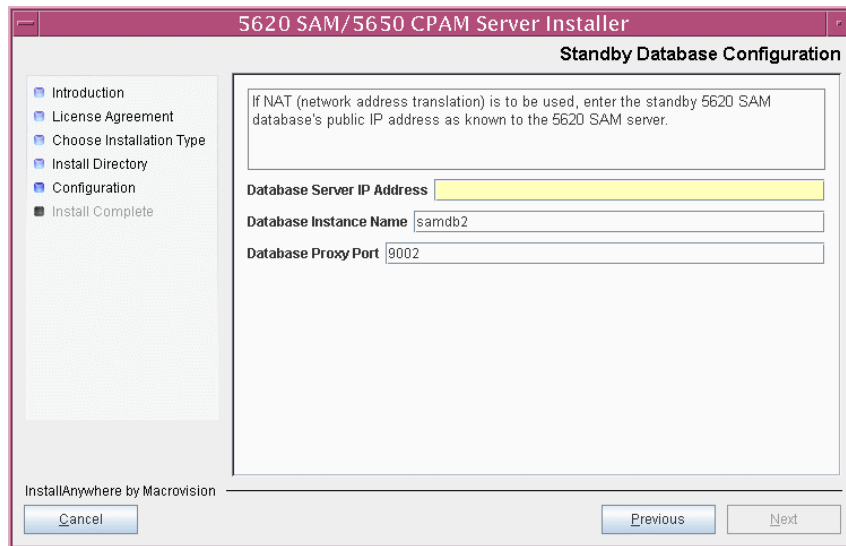 5620 SAM/5650 CPAM Server Installer
Standby Database Configuration
Introduction
License Agreement
Choose Installation Type
Install Directory
Configuration
Install Complete
If NAT (network address translation) is to be used, enter the standby 5620 SAM
database's public IP address as known to the 5620 SAM server.
Database Server IP Address
Database Instance Name samdb2
Database Proxy Port 9002
InstallAnywhere by Macrovision
Cancel Previous Next